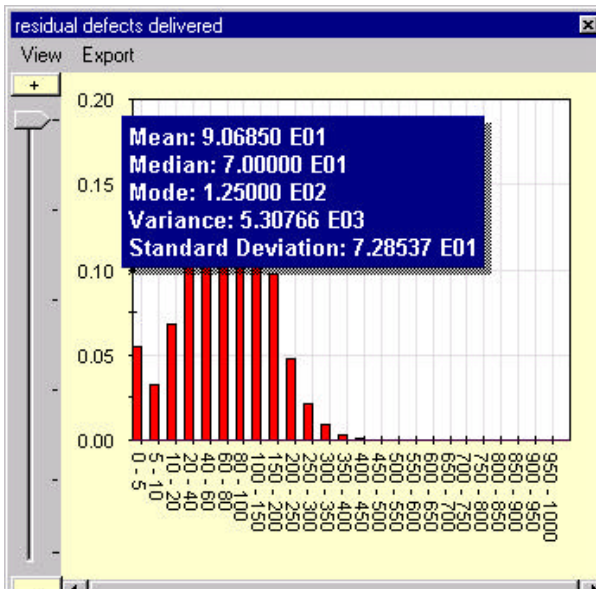 residual defects delivered
View Export
+
0.20
Mean: 9.06850 E01
Median: 7.00000 E01
Mode: 1.25000 E02
Variance: 5.30766 E03
Standard Deviation: 7.28537 E01
0.15
0.10
0.05
0.00
0 - 5
5 - 10
10 - 20
20 - 40
40 - 60
60 - 80
80 - 100
100 - 150
150 - 200
200 - 250
250 - 300
300 - 350
350 - 400
400 - 450
450 - 500
500 - 550
550 - 600
600 - 650
650 - 700
700 - 750
750 - 800
800 - 850
850 - 900
900 - 950
950 - 1000